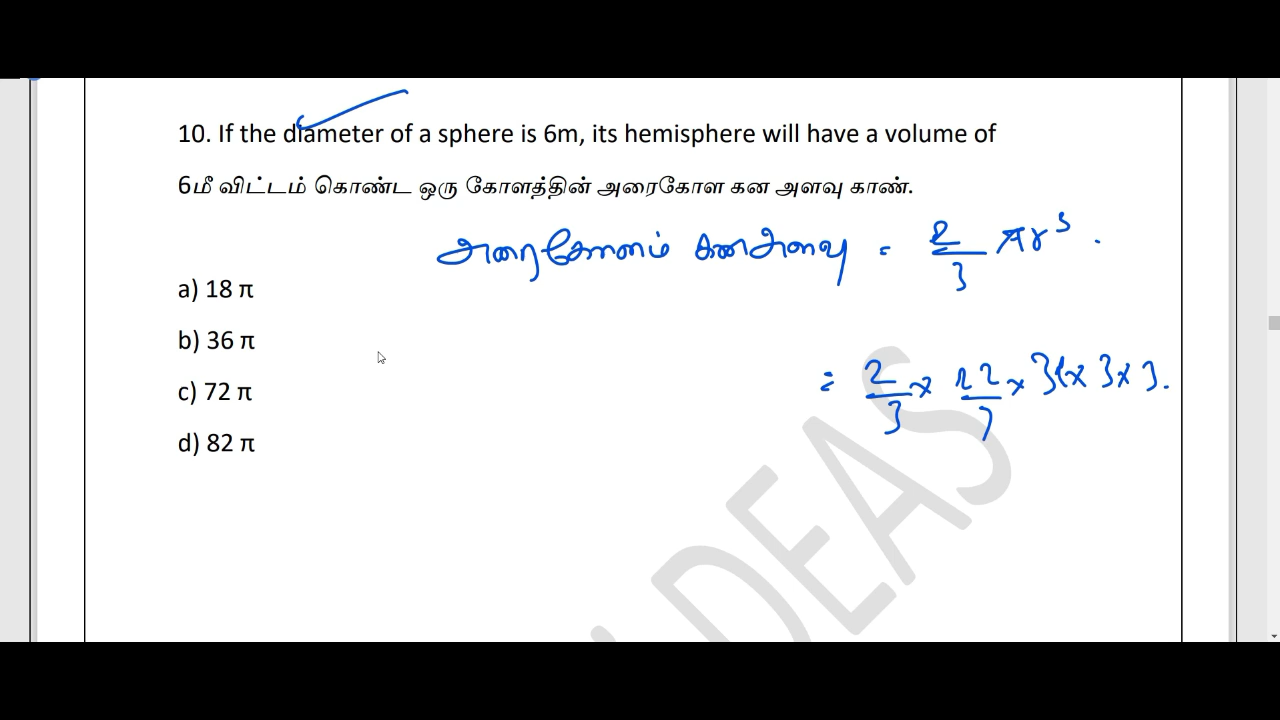 10. If the diameter of a sphere is 6m, its hemisphere will have a volume of
6மீ விட்டம் கொண்ட ஒரு கோளத்தின் அரைகோள கன அளவு காண்.
அரைகோளம் கனஅளவு = 2/3 πr³.
a) 18 π
b) 36 π
= 2/3 × 22/7 × 3 × 3 × 3.
c) 72 π
d) 82 π
IDEAS